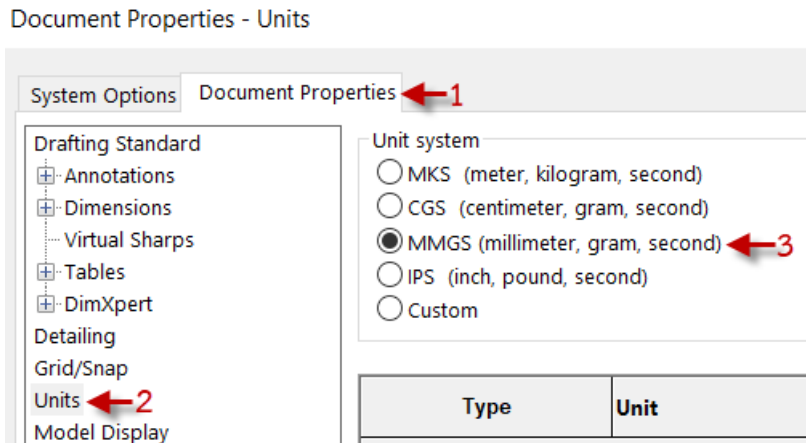 Document Properties - Units
System Options
Document Properties
1
Drafting Standard
Annotations
Dimensions
Virtual Sharps
Tables
DimXpert
Detailing
Grid/Snap
Units
2
Model Display
Unit system
MKS (meter, kilogram, second)
CGS (centimeter, gram, second)
MMGS (millimeter, gram, second)
3
IPS (inch, pound, second)
Custom
Type
Unit